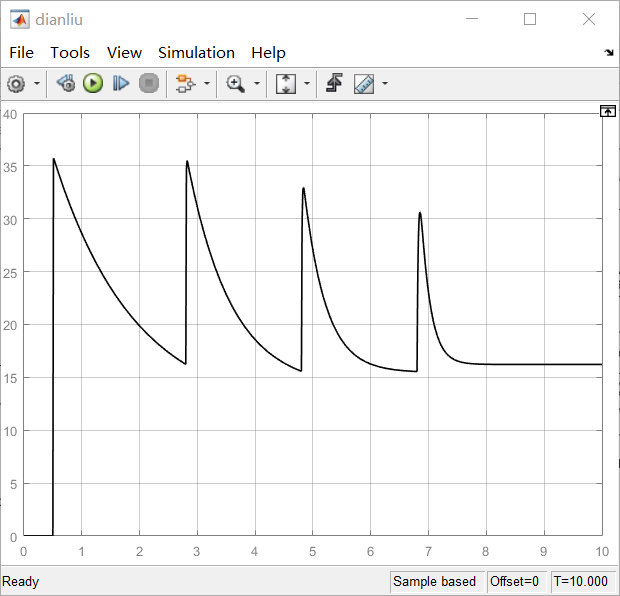 dianliu
File Tools View Simulation Help
40
35
30
25
20
15
10
5
0
0 1 2 3 4 5 6 7 8 9 10
Ready Sample based Offset=0 T=10.000